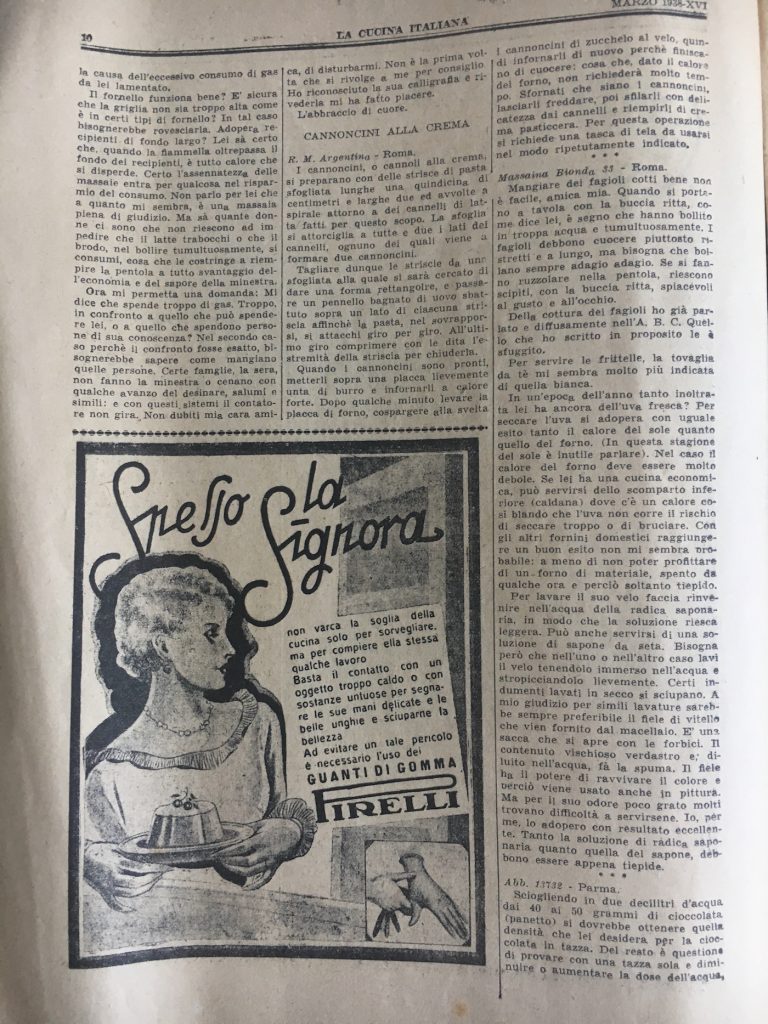 10
LA CUCINA ITALIANA
MARZO 1938-XVI
la causa dell'eccessivo consumo di gas
da lei lamentato.
Il fornello funziona bene? E' sicura
che la griglia non sia troppo alta come
è in certi tipi di fornello? In tal caso
bisognerebbe rovesciarla. Adopera re-
cipienti di fondo largo? Lei sà certo
che, quando la fiammella oltrepassa il
fondo dei recipienti, è tutto calore che
si disperde. Certo l'assennatezza delle
massaie entra per qualcosa nel rispar-
mio del consumo. Non parlo per lei che
a quanto mi sembra, è una massaia
piena di giudizio. Ma sà quante don-
ne ci sono che non riescono ad im-
pedire che il latte trabocchi o che il
brodo, nel bollire tumultuosamente, si
consumi, cosa che le costringe a riem-
pire la pentola a tutto svantaggio del-
l'economia e del sapore della minestra.
Ora mi permetta una domanda: Mi
dice che spende troppo di gas. Troppo,
in confronto a quello che può spende-
re lei, o a quello che spendono perso-
ne di sua conoscenza? Nel secondo ca-
so perchè il confronto fosse esatto, bi-
sognerebbe sapere come mangiano
quelle persone. Certe famiglie, la sera,
non fanno la minestra o cenano con
qualche avanzo del desinare, salumi e
simili: e con questi sistemi il contato-
re non gira. Non dubiti mia cara ami-
ca, di disturbarmi. Non è la prima vol-
ta che si rivolge a me per consiglio
Ho riconosciuto la sua calligrafia e ri-
vederla mi ha fatto piacere.
L'abbraccio di cuore.
CANNONCINI ALLA CREMA
R. M. Argentina - Roma.
I cannoncini, o cannoli alla crema,
si preparano con delle strisce di pasta
sfogliata lunghe una quindicina di
centimetri e larghe due ed avvolte a
spirale attorno a dei cannelli di lat-
ta fatti per questo scopo. La sfoglia
si attorciglia a tutte e due i lati dei
cannelli, ognuno dei quali viene a
formare due cannoncini.
Tagliare dunque le striscie da una
sfogliata alla quale si sarà cercato di
dare una forma rettangolre, e passa-
re un pennello bagnato di uovo sbat-
tuto sopra un lafo di ciascuna stri-
scia affinchè la pasta, nel sovrappor-
si, si attacchi giro per giro. All'ulti-
mo giro comprimere con le dita l'e-
stremità della striscia per chiuderla.
Quando i cannoncini sono pronti,
metterli sopra una placca lievemente
unta di burro e infornarli a calore
forte. Dopo qualche minuto levare la
placca di forno, cospargere alla svelta
i cannoncini di zucchelo al velo, quin-
di infornarli di nuovo perchè finisca-
no di cuocere: cosa che, dato il calore
del forno, non richiederà molto tem-
po. Sfornati che siano i cannoncini,
lasciarli freddare, poi sfilarli con deli-
catezza dai cannelli e riempirli di cre-
ma pasticcera. Per questa operazione
si richiede una tasca di tela da usarsi
nel modo ripetutamente indicato.
* * *
Massaina Bionda 33 - Roma.
Mangiare dei fagioli cotti bene non
è facile, amica mia. Quando si porta-
no a tavola con la buccia ritta, co-
me dice lei, è segno che hanno bollito
in troppa acqua e tumultuosamente. I
fagioli debbono cuocere piuttosto ri-
stretti e a lungo, ma bisogna che bol-
lano sempre adagio adagio. Se si fan-
no ruzzolare nella pentola, riescono
scipiti, con la buccia ritta, spiacevoli
al gusto e all'occhio.
Della cottura dei fagioli ho già par-
lato e diffusamente nell'A. B. C. Quel-
lo che ho scritto in proposito le è
sfuggito.
Per servire le frittelle, la tovaglia
da tè mi sembra molto più indicata
di quella bianca.
In un'epoca dell'anno tanto inoltra-
ta lei ha ancora dell'uva fresca? Per
seccare l'uva si adopera con uguale
esito tanto il calore del sole quanto
quello del forno. (In questa stagione
del sole è inutile parlare). Nel caso il
calore del forno deve essere molto
debole. Se lei ha una cucina economi-
ca, può servirsi dello scomparto infe-
riore (caldana) dove c'è un calore co-
si blando che l'uva non corre il rischio
di seccare troppo o di bruciare. Con
gli altri fornini domestici raggiunge-
re un buon esito non mi sembra pro-
babile: a meno di non poter profittare
di un forno di materiale, spento da
qualche ora e perciò soltanto tiepido.
Per lavare il suo velo faccia rinve-
nire nell'acqua della radica sapona-
ria, in modo che la soluzione riesca
leggera. Può anche servirsi di una so-
luzione di sapone da seta. Bisogna
però che nell'uno o nell'altro caso lavi
il velo tenendolo immerso nell'acqua e
stropicciandolo lievemente. Certi in-
dumenti lavati in secco si sciupano. A
mio giudizio per simili lavature sareb-
be sempre preferibile il fiele di vitello
che vien fornito dal macellaio. E' una
sacca che si apre con le forbici. Il
contenuto vischioso verdastro e, di-
luito nell'acqua, fà la spuma. Il fiele
ha il potere di ravvivare il colore e
perciò viene usato anche in pittura.
Ma per il suo odore poco grato molti
trovano difficoltà a servirsene. Io, per
me, lo adopero con resultato eccellen-
te. Tanto la soluzione di ràdica sapo-
naria quanto quella del sapone, deb-
bono essere appena tiepide.
* * *
Abb. 13732 - Parma.
Sciogliendo in due decilitri d'acqua
dai 40 ai 50 grammi di cioccolata
(panetto) si dovrebbe ottenere quella
densità che lei desidera per la cioc-
colata in tazza. Del resto è questione
di provare con una tazza sola e dimi-
nuire o aumentare la dose dell'acqua,
Spesso la
Signora
non varca la soglia della
cucina solo per sorvegliare,
ma per compiere ella stessa
qualche lavoro
Basta il contatto con un
oggetto troppo caldo o con
sostanze untuose per segna-
re le sue mani delicate e le
belle unghie e sciuparne la
bellezza
Ad evitare un tale pericolo
è necessario l'uso dei
GUANTI DI GOMMA
PIRELLI